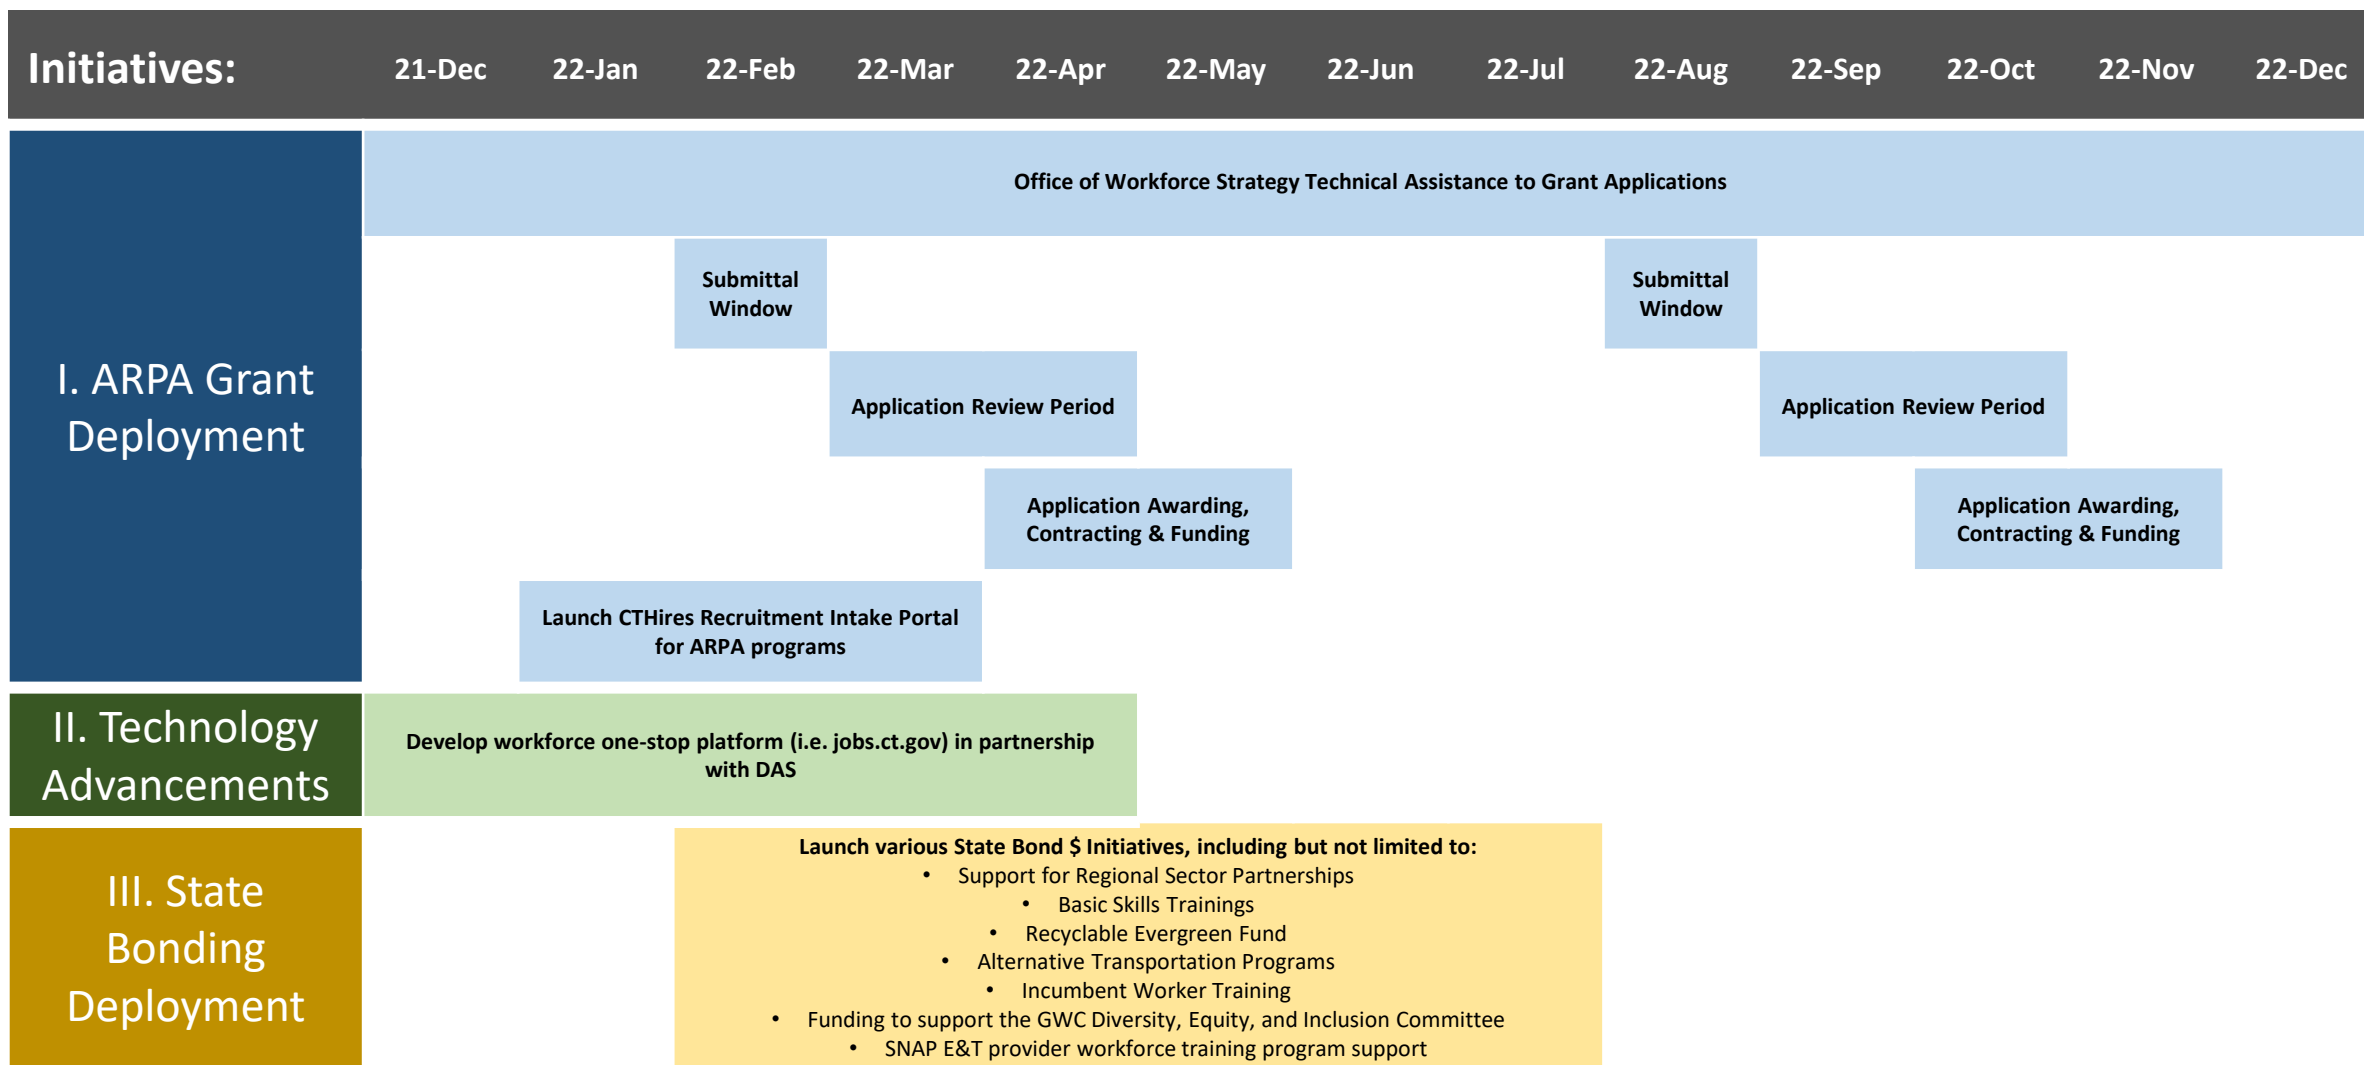 Initiatives: 21-Dec 22-Jan 22-Feb 22-Mar 22-Apr 22-May 22-Jun 22-Jul 22-Aug 22-Sep 22-Oct 22-Nov 22-Dec
I. ARPA Grant
Deployment
Office of Workforce Strategy Technical Assistance to Grant Applications
Submittal
Window
Submittal
Window
Application Review Period
Application Review Period
Application Awarding,
Contracting & Funding
Application Awarding,
Contracting & Funding
Launch CTHires Recruitment Intake Portal
for ARPA programs
II. Technology
Advancements
Develop workforce one-stop platform (i.e. jobs.ct.gov) in partnership
with DAS
III. State
Bonding
Deployment
Launch various State Bond $ Initiatives, including but not limited to:
• Support for Regional Sector Partnerships
• Basic Skills Trainings
• Recyclable Evergreen Fund
• Alternative Transportation Programs
• Incumbent Worker Training
• Funding to support the GWC Diversity, Equity, and Inclusion Committee
• SNAP E&T provider workforce training program support